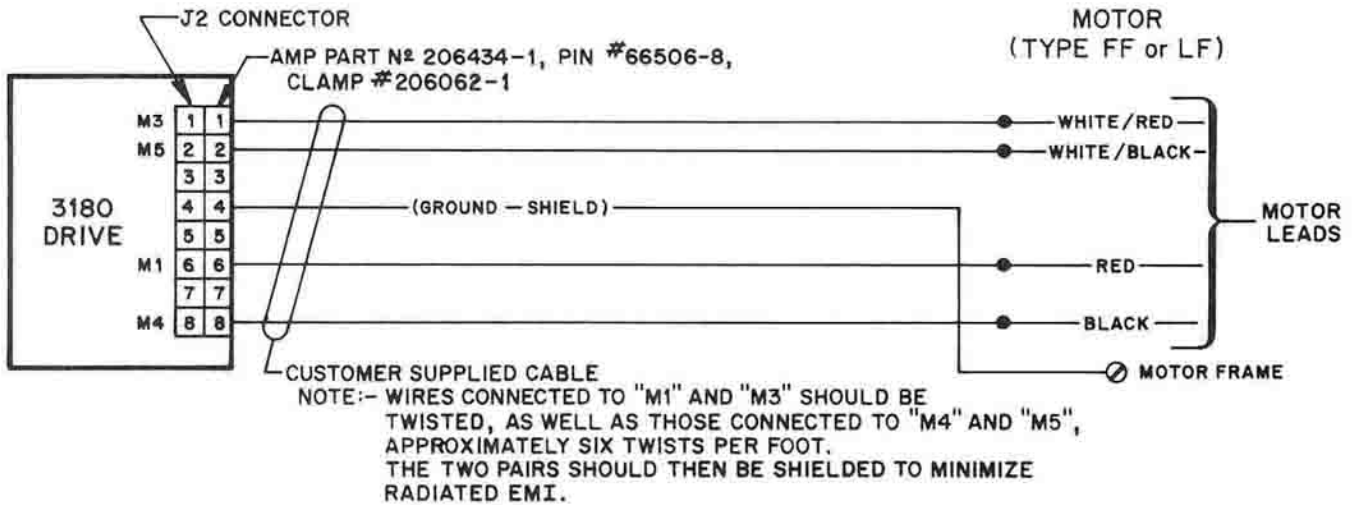 J2 CONNECTOR
AMP PART Nº 206434-1, PIN #66506-8,
CLAMP #206062-1
MOTOR
(TYPE FF or LF)
M3 1 1 WHITE/RED
M5 2 2 WHITE/BLACK
3 3
3180
DRIVE
4 4 (GROUND - SHIELD)
5 5
MOTOR
LEADS
M1 6 6 RED
7 7
M4 8 8 BLACK
MOTOR FRAME
CUSTOMER SUPPLIED CABLE
NOTE:- WIRES CONNECTED TO "M1" AND "M3" SHOULD BE
TWISTED, AS WELL AS THOSE CONNECTED TO "M4" AND "M5",
APPROXIMATELY SIX TWISTS PER FOOT.
THE TWO PAIRS SHOULD THEN BE SHIELDED TO MINIMIZE
RADIATED EMI.